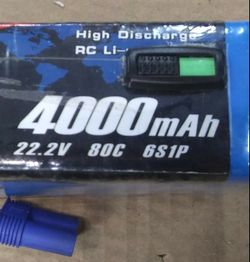 High Discharge
RC Li-
4000mAh
22.2V 80C 6S1P